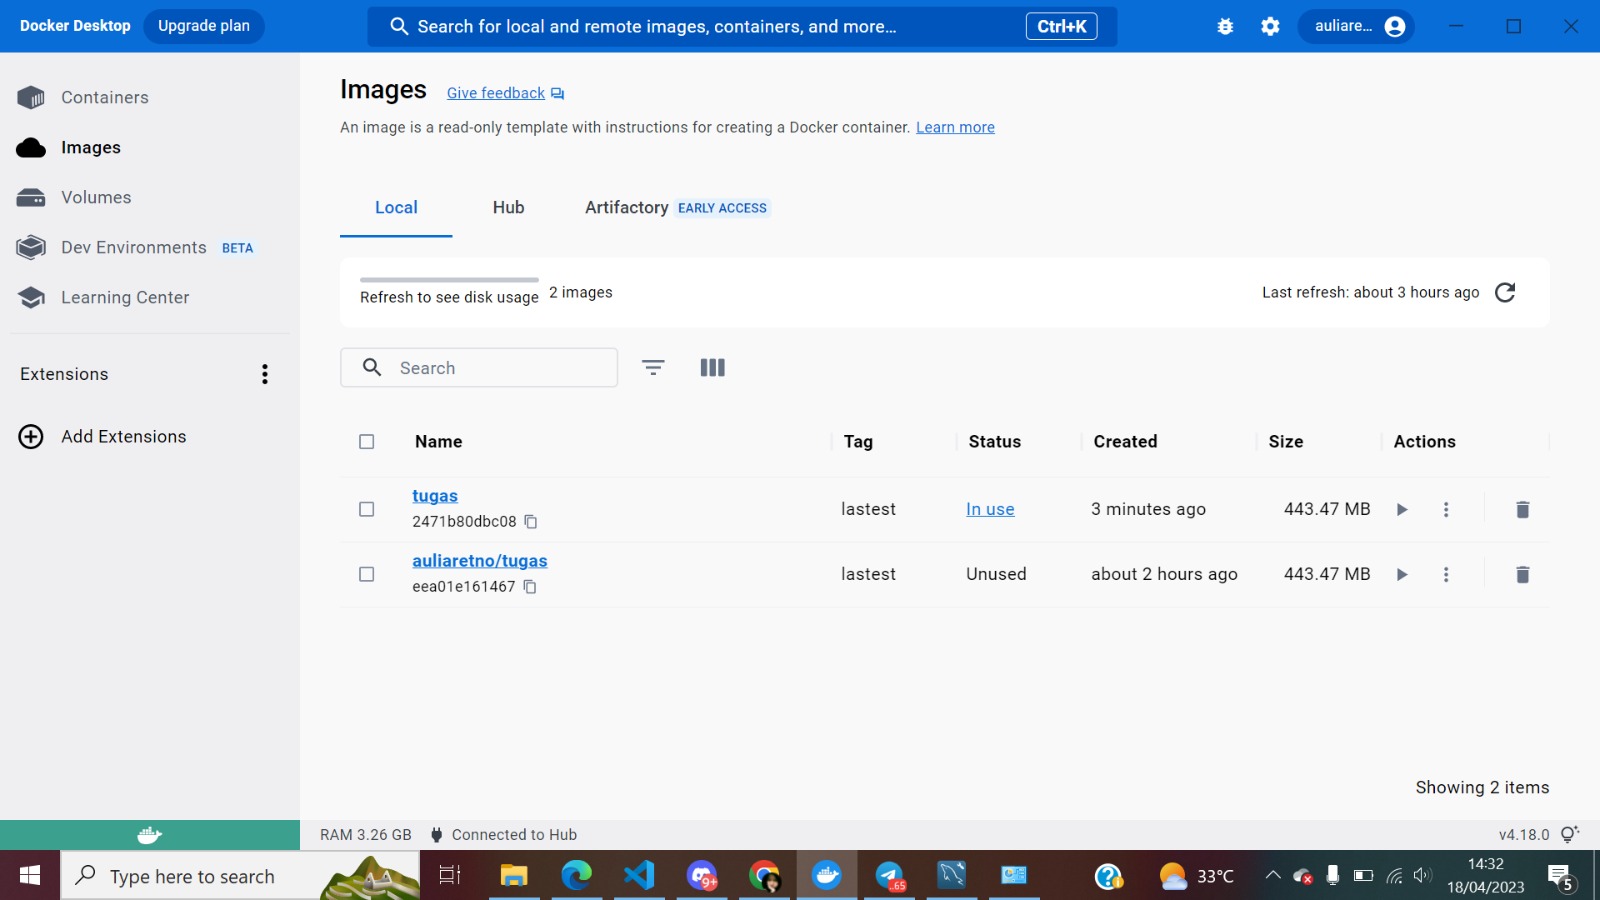 Docker Desktop Upgrade plan Search for local and remote images, containers, and more... Ctrl+K auliare...
Containers
Images
Volumes
Dev Environments BETA
Learning Center
Extensions
Add Extensions
Images Give feedback
An image is a read-only template with instructions for creating a Docker container. Learn more
Local Hub Artifactory EARLY ACCESS
Refresh to see disk usage 2 images Last refresh: about 3 hours ago
Search
Name Tag Status Created Size Actions
tugas
2471b80dbc08 lastest In use 3 minutes ago 443.47 MB
auliaretno/tugas
eea01e161467 lastest Unused about 2 hours ago 443.47 MB
Showing 2 items
RAM 3.26 GB Connected to Hub v4.18.0
Type here to search 9+ .65 33°C 14:32
18/04/2023 5